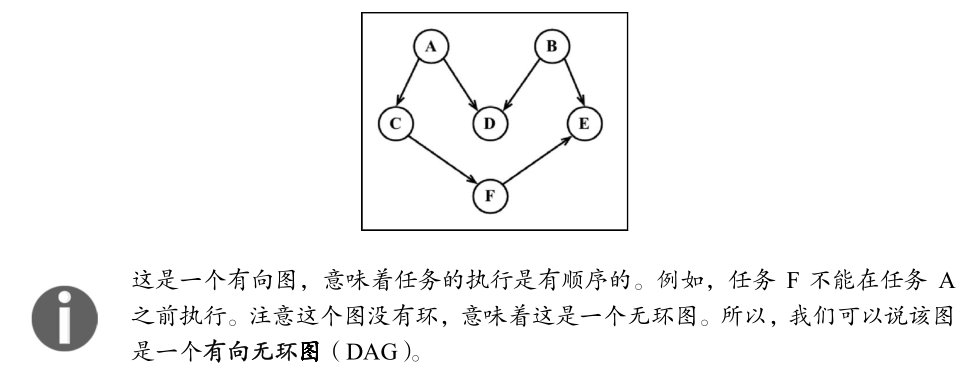 A
B
C
D
E
F
i
这是一个有向图，意味着任务的执行是有顺序的。例如，任务 F 不能在任务 A
之前执行。注意这个图没有环，意味着这是一个无环图。所以，我们可以说该图
是一个有向无环图（DAG）。